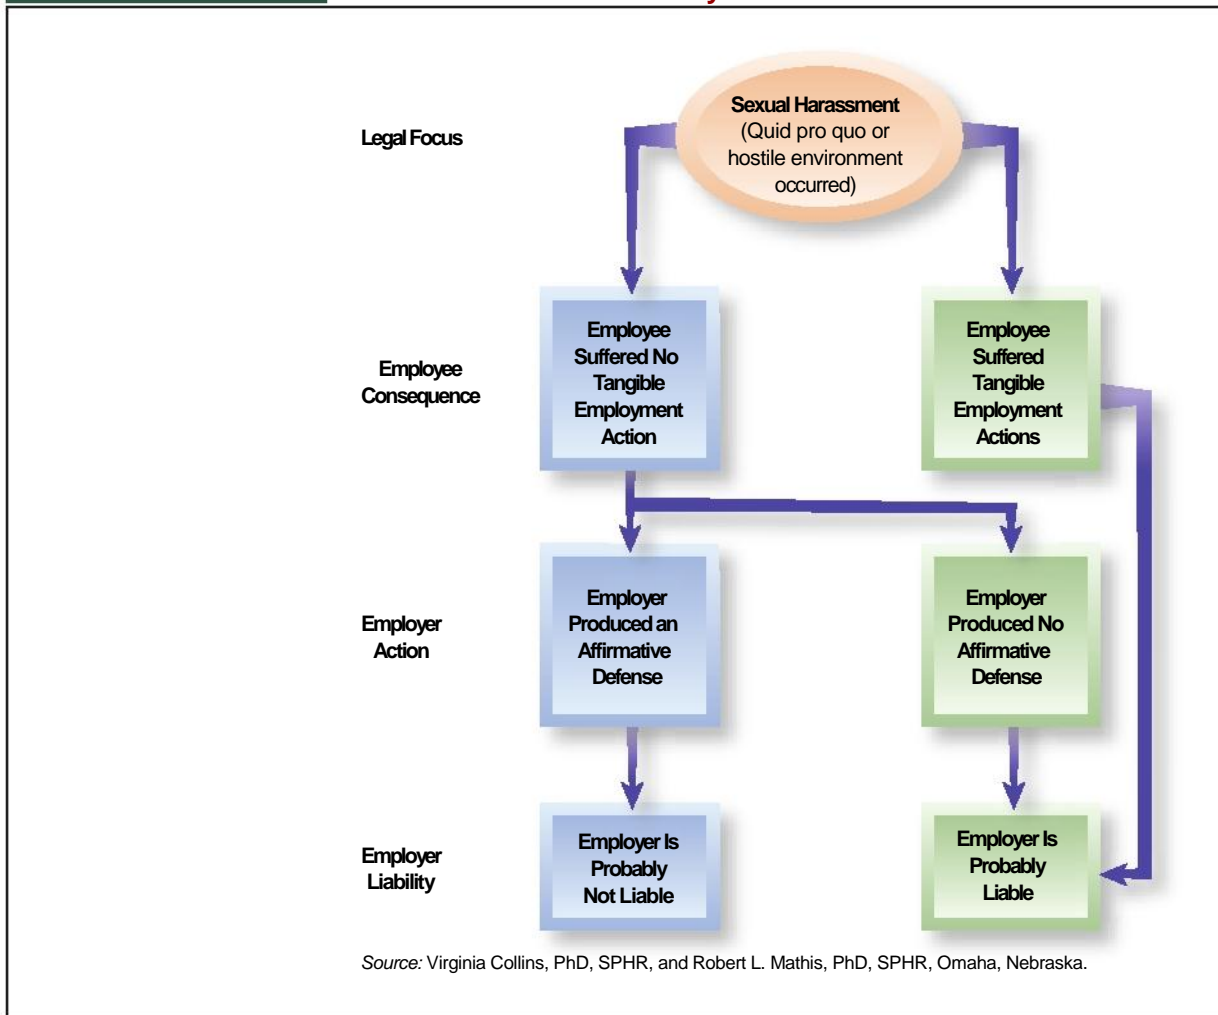 Sexual Harassment
(Quid pro quo or
hostile environment
occurred)
Legal Focus
Employee
Consequence
Employee
Suffered No
Tangible
Employment
Action
Employee
Suffered
Tangible
Employment
Actions
Employer
Action
Employer
Produced an
Affirmative
Defense
Employer
Produced No
Affirmative
Defense
Employer
Liability
Employer Is
Probably
Not Liable
Employer Is
Probably
Liable
Source: Virginia Collins, PhD, SPHR, and Robert L. Mathis, PhD, SPHR, Omaha, Nebraska.